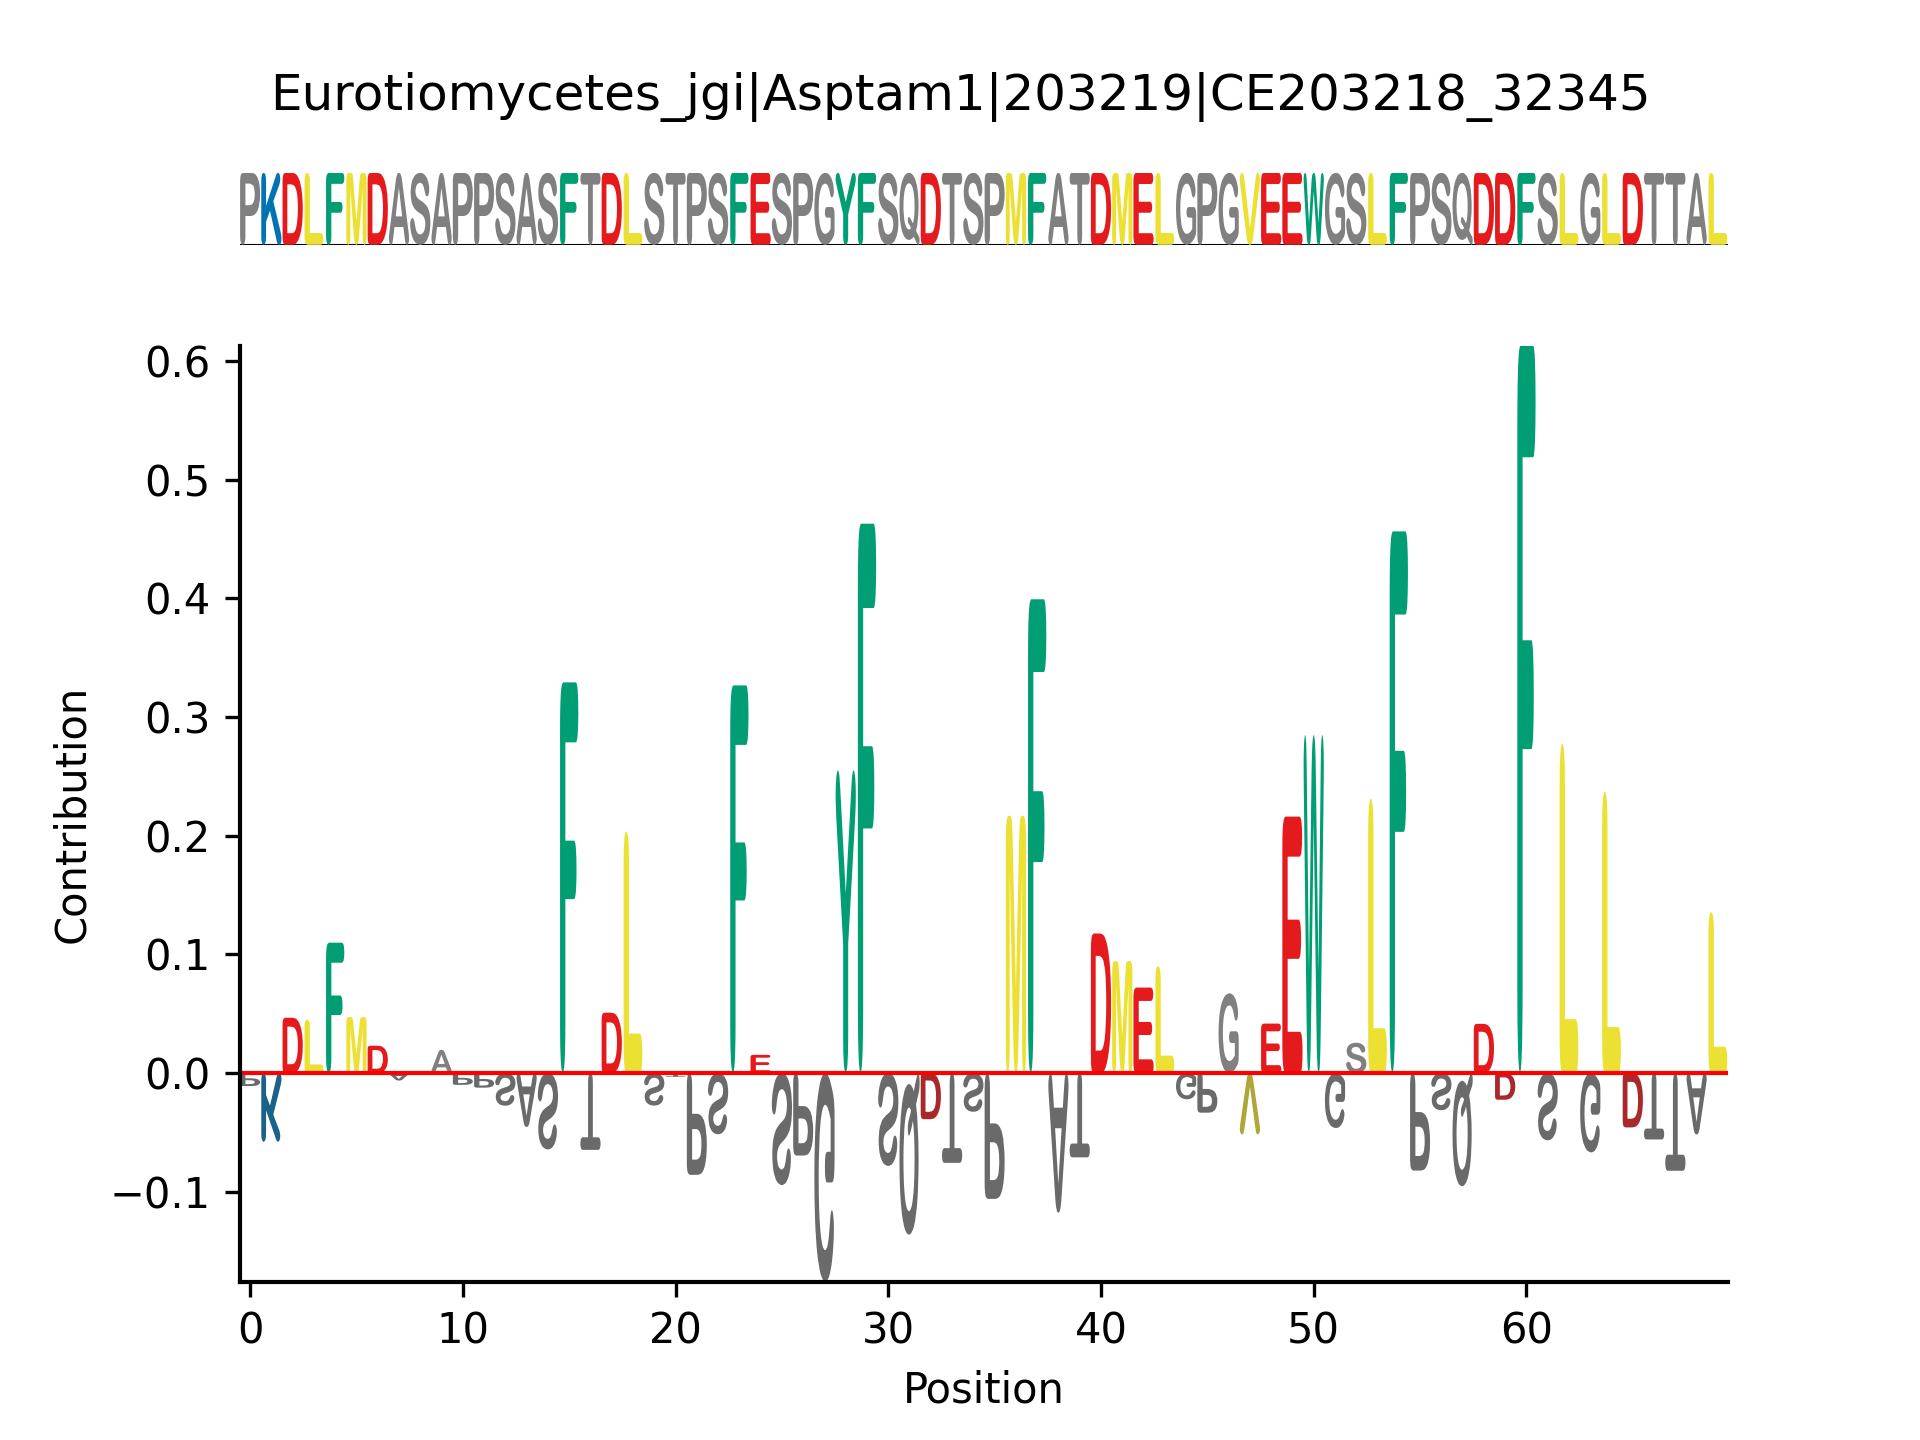 Eurotiomycetes_jgi|Asptam1|203219|CE203218_32345
PKDLFMDASAPPSASFTDLSTPSFESPGYFSQDTSPMFATDMELGPGVEEWGSLFPSQDDFSLGLDTTAL
0.6
0.5
0.4
0.3
0.2
0.1
0.0
−0.1
Contribution
PKDLFMDASAPPSASFTDLSTPSFESPGYFSQDTSPMFATDMELGPGVEEWGSLFPSQDDFSLGLDTTAL
0 10 20 30 40 50 60
Position